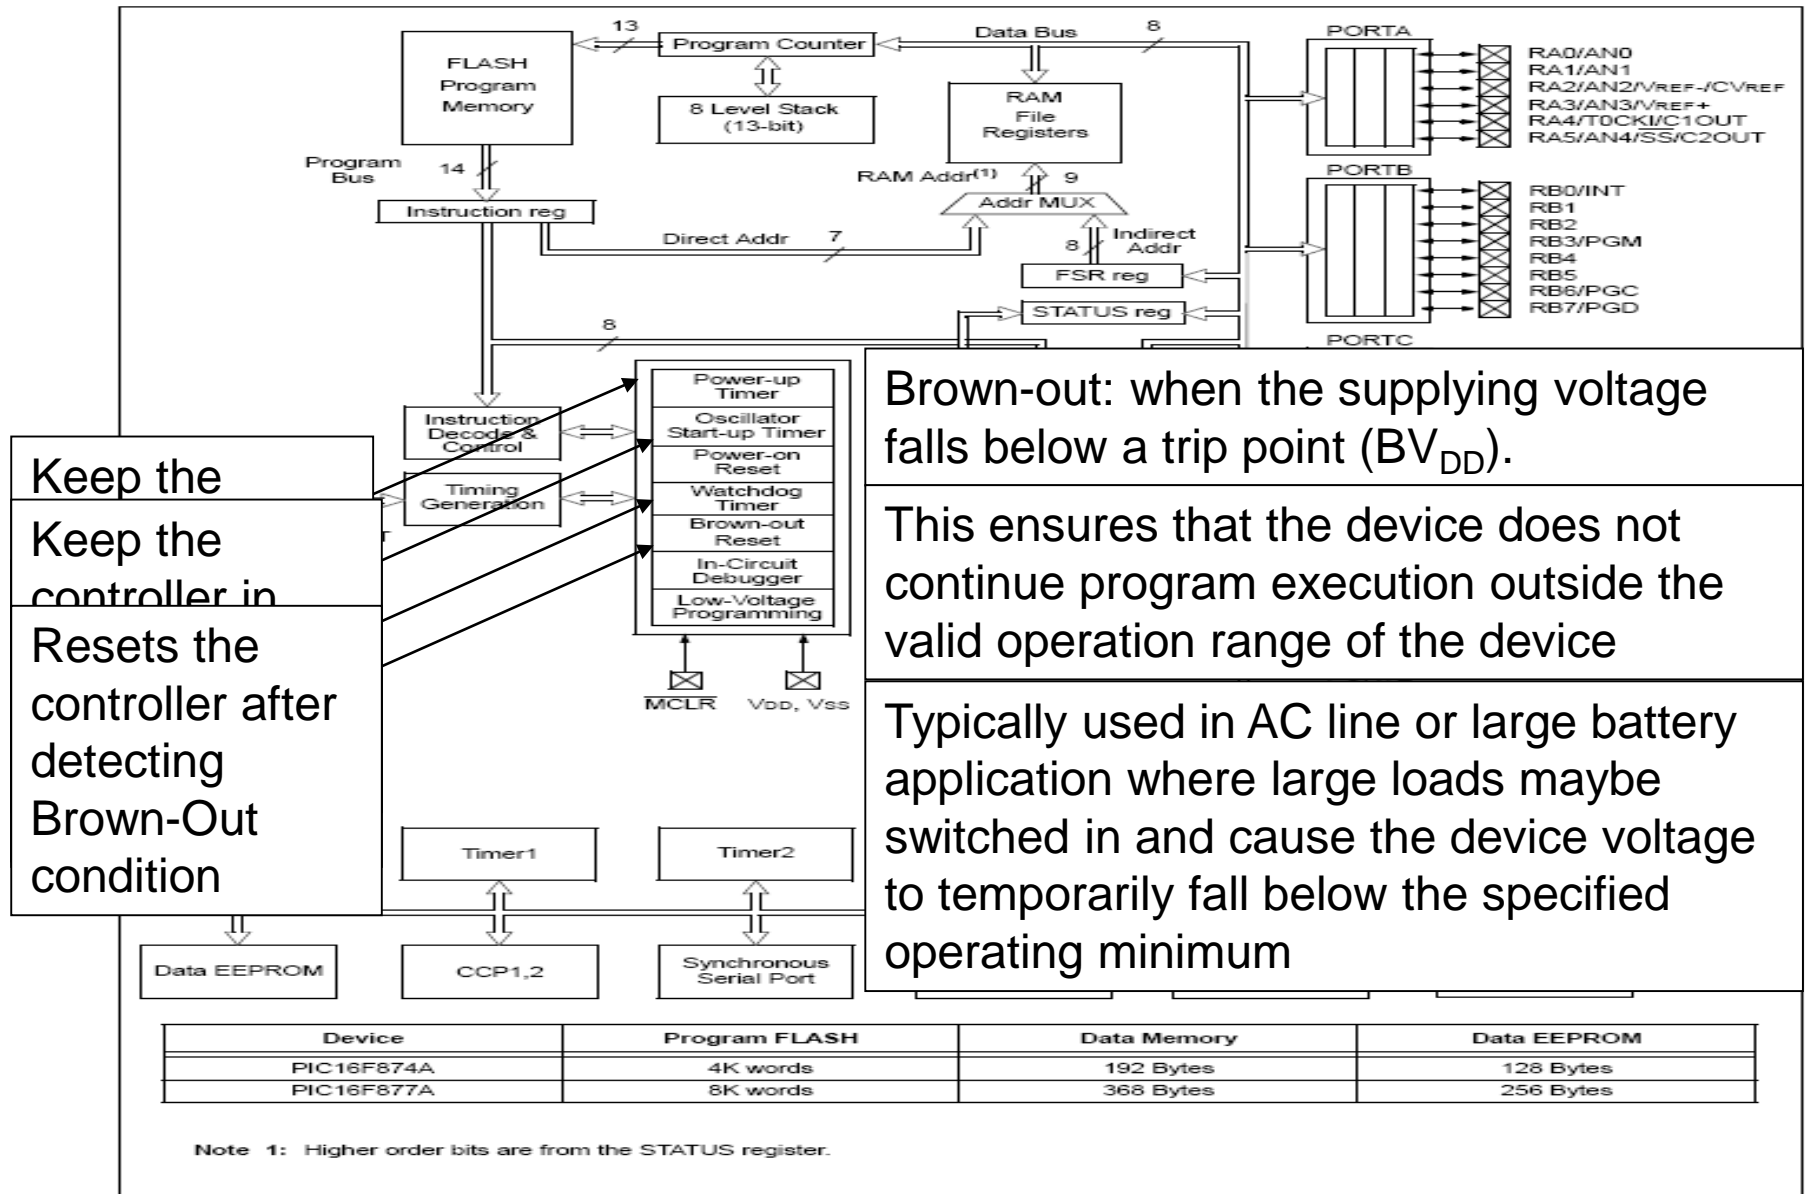 13
Program Counter
Data Bus
8
PORTA
FLASH
Program
Memory
8 Level Stack
(13-bit)
RAM
File
Registers
RA0/AN0
RA1/AN1
RA2/AN2/VREF-/CVREF
RA3/AN3/VREF+
RA4/T0CKI/C1OUT
RA5/AN4/SS/C2OUT
Program
Bus
14
RAM Addr(1)
9
PORTB
Instruction reg
Addr MUX
RB0/INT
RB1
RB2
RB3/PGM
RB4
RB5
RB6/PGC
RB7/PGD
Direct Addr
7
8
Indirect
Addr
FSR reg
STATUS reg
8
PORTC
Power-up
Timer
Oscillator
Start-up Timer
Power-on
Reset
Watchdog
Timer
Brown-out
Reset
In-Circuit
Debugger
Low-Voltage
Programming
Instruction
Decode &
Control
Timing
Generation
MCLR
VDD, VSS
Keep the
Keep the
controller in
Resets the
controller after
detecting
Brown-Out
condition
Brown-out: when the supplying voltage
falls below a trip point (BVDD).
This ensures that the device does not
continue program execution outside the
valid operation range of the device
Typically used in AC line or large battery
application where large loads maybe
switched in and cause the device voltage
to temporarily fall below the specified
operating minimum
Timer1
Timer2
Data EEPROM
CCP1,2
Synchronous
Serial Port
Device Program FLASH Data Memory Data EEPROM
PIC16F874A 4K words 192 Bytes 128 Bytes
PIC16F877A 8K words 368 Bytes 256 Bytes
Note 1: Higher order bits are from the STATUS register.